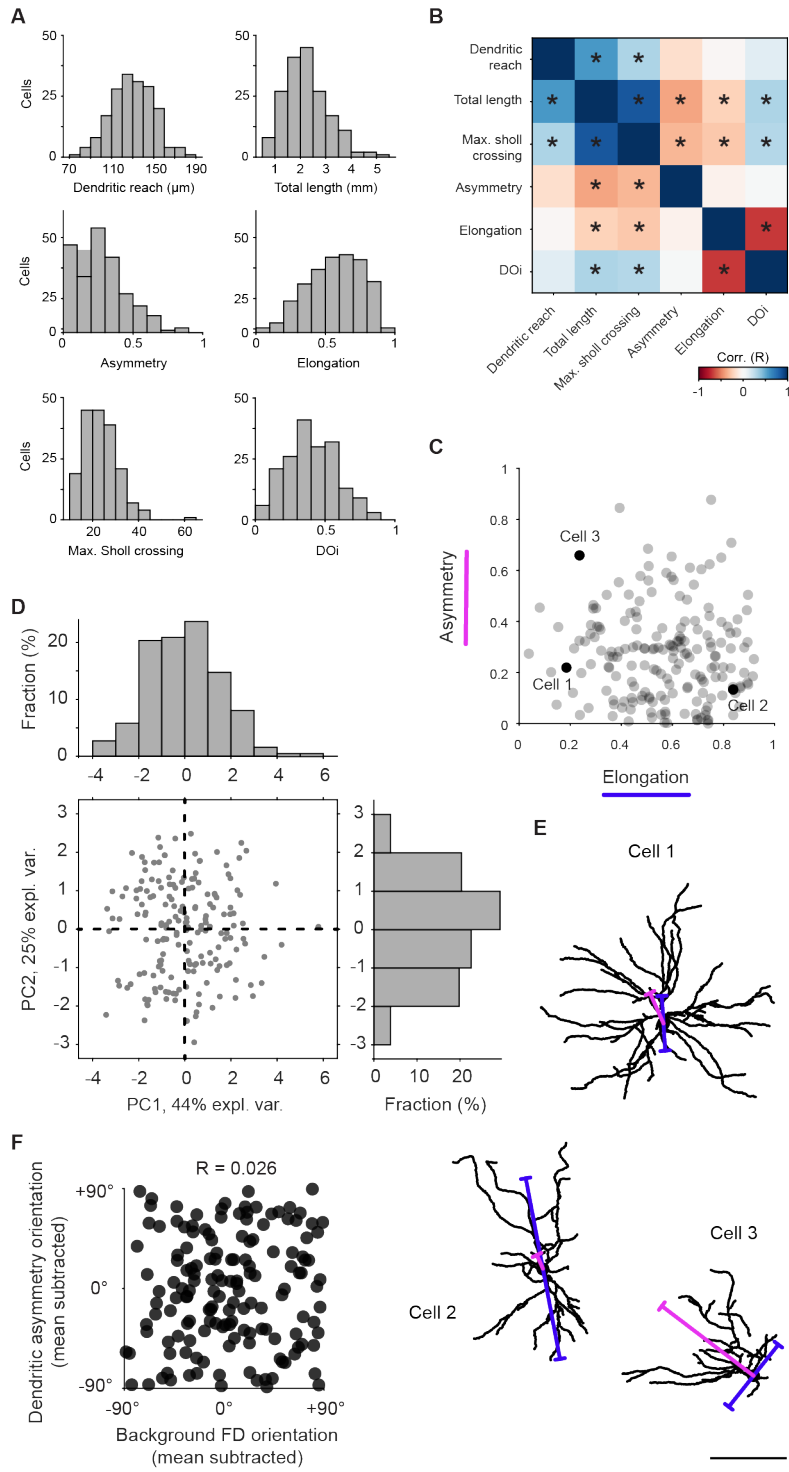 A
50
25
0
Cells
70
110
150
190
Dendritic reach (µm)
50
25
0
1
2
3
4
5
Total length (mm)
50
25
0
Cells
0
1
Asymmetry
50
25
0
0
0.5
1
Elongation
50
25
0
Cells
20
40
60
Max. Sholl crossing
50
25
0
0
0.5
1
DOi
B
Dendritic
reach
Total length
Max. sholl
crossing
Asymmetry
Elongation
DOi
* *
* * * * *
* * * * *
* *
* * *
* * *
Dendritic reach
Total length
Max. sholl crossing
Asymmetry
Elongation
DOi
Corr. (R)
-1
0
1
C
1
0.8
0.6
0.4
0.2
0
Asymmetry
Cell 3
Cell 1
Cell 2
0
0.2
0.4
0.6
0.8
1
Elongation
D
Fraction (%)
20
10
0
-4
-2
0
2
4
6
3
2
1
0
-1
-2
-3
PC2, 25% expl. var.
-4
-2
0
2
4
6
PC1, 44% expl. var.
3
2
1
0
-1
-2
-3
0
20
Fraction (%)
E
Cell 1
Cell 2
Cell 3
F
R = 0.026
Dendritic asymmetry orientation
(mean subtracted)
+90°
0°
-90°
-90°
0°
+90°
Background FD orientation
(mean subtracted)